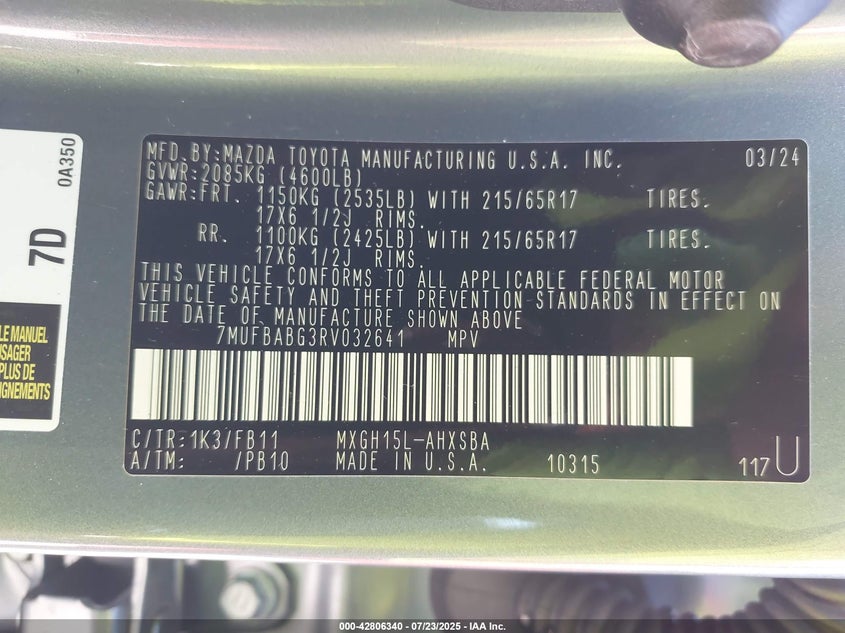 MFD.BY:MAZDA TOYOTA MANUFACTURING U.S.A. INC. 03/24
GVWR:2085KG (4600LB)
GAWR:FRT. 1150KG (2535LB) WITH 215/65R17 TIRES.
17X6 1/2J RIMS.
RR. 1100KG (2425LB) WITH 215/65R17 TIRES.
17X6 1/2J RIMS.
THIS VEHICLE CONFORMS TO ALL APPLICABLE FEDERAL MOTOR
VEHICLE SAFETY AND THEFT PREVENTION STANDARDS IN EFFECT ON
THE DATE OF MANUFACTURE SHOWN ABOVE
7MUFBABG3RV032641 MPV
C/TR:1K3/FB11 MXGH15L-AHXSBA
A/TM: /PB10 MADE IN U.S.A. 10315 117U
0A350
7D
LE MANUEL
USAGER
PLUS DE
IGNEMENTS
000-42806340 - 07/23/2025 - IAA Inc.